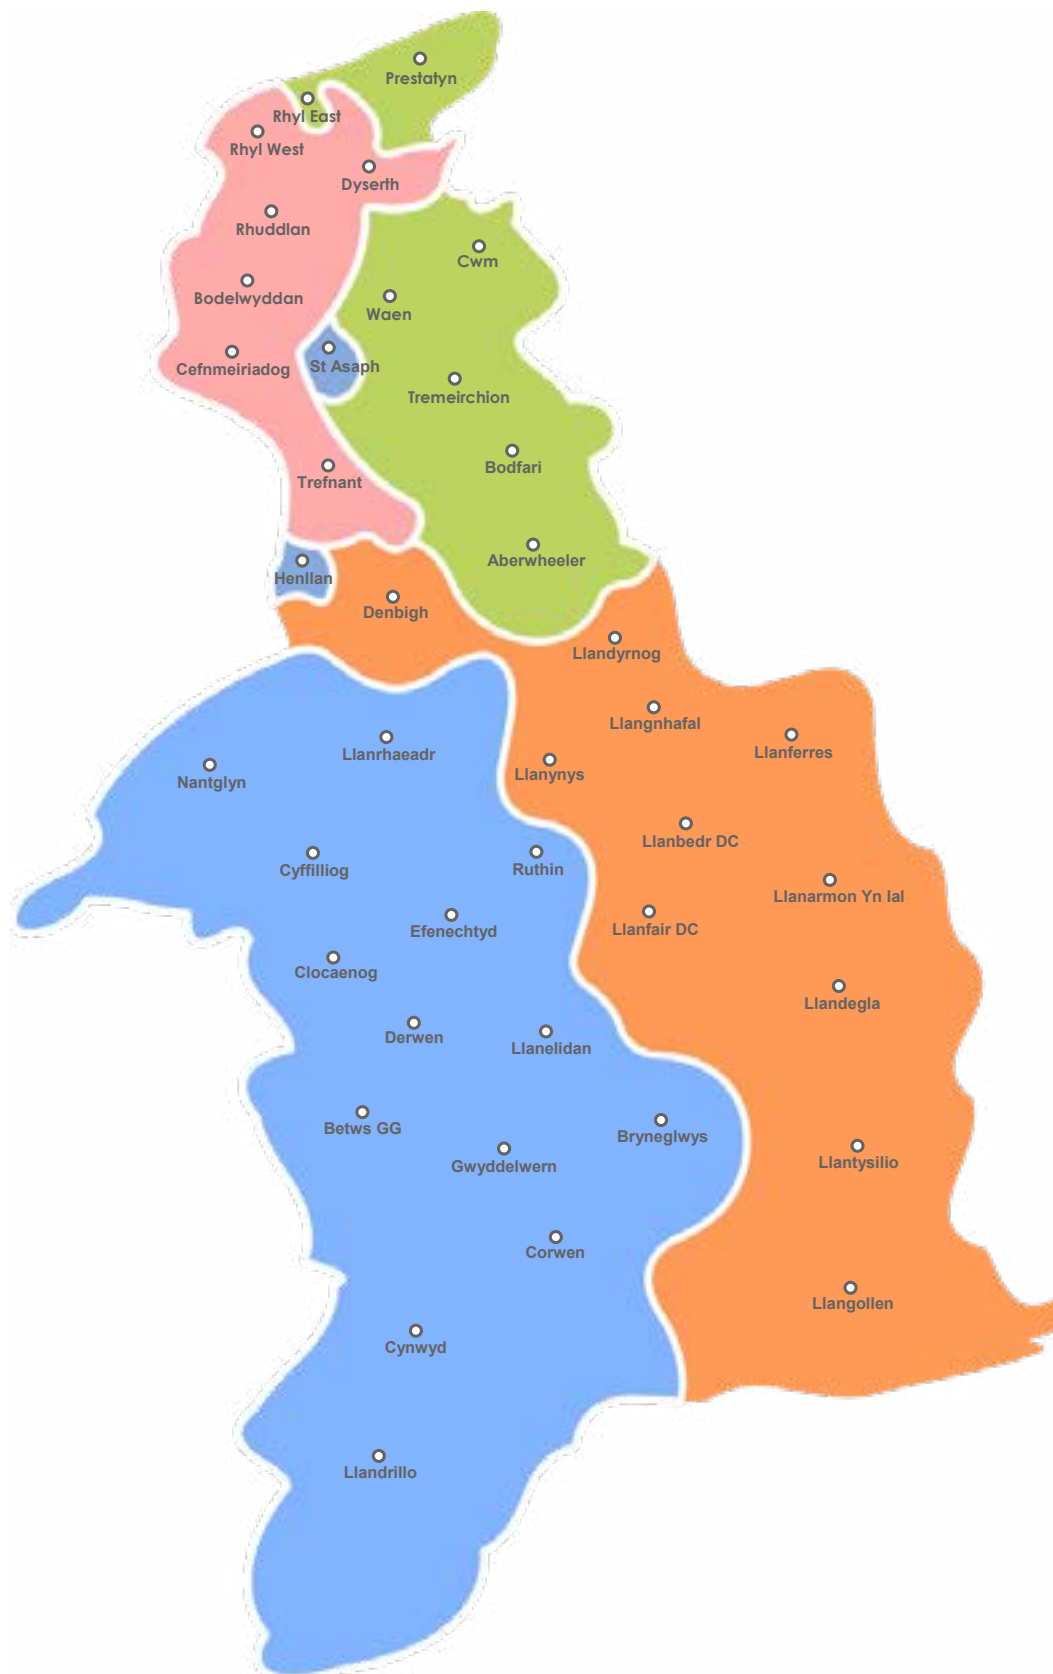 Prestatyn
Rhyl East
Rhyl West
Dyserth
Rhuddlan
Cwm
Bodelwyddan
Waen
St Asaph
Cefnmeiriadog
Tremeirchion
Bodfari
Trefnant
Aberwheeler
Henllan
Denbigh
Llandyrnog
Llangnhafal
Llanferres
Llanrhaeadr
Llanynys
Nantglyn
Llanbedr DC
Cyffilliog
Ruthin
Llanarmon Yn Ial
Efenechtyd
Llanfair DC
Clocaenog
Llandegla
Derwen
Llanelidan
Betws GG
Bryneglwys
Gwyddelwern
Llantysilio
Corwen
Llangollen
Cynwyd
Llandrillo